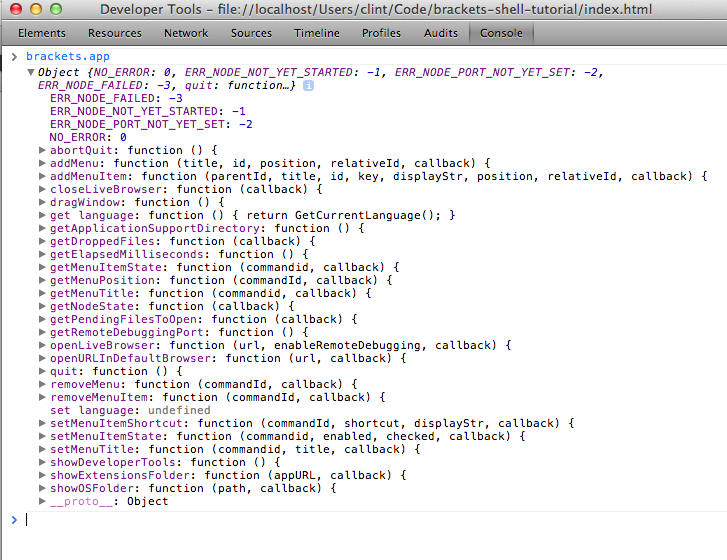 Developer Tools - file://localhost/Users/clint/Code/brackets-shell-tutorial/index.html
Elements Resources Network Sources Timeline Profiles Audits Console
> brackets.app
▼Object {NO_ERROR: 0, ERR_NODE_NOT_YET_STARTED: -1, ERR_NODE_PORT_NOT_YET_SET: -2,
ERR_NODE_FAILED: -3, quit: function…} i
ERR_NODE_FAILED: -3
ERR_NODE_NOT_YET_STARTED: -1
ERR_NODE_PORT_NOT_YET_SET: -2
NO_ERROR: 0
▶ abortQuit: function () {
▶ addMenu: function (title, id, position, relativeId, callback) {
▶ addMenuItem: function (parentId, title, id, key, displayStr, position, relativeId, callback) {
▶ closeLiveBrowser: function (callback) {
▶ dragWindow: function () {
▶ get language: function () { return GetCurrentLanguage(); }
▶ getApplicationSupportDirectory: function () {
▶ getDroppedFiles: function (callback) {
▶ getElapsedMilliseconds: function () {
▶ getMenuItemState: function (commandid, callback) {
▶ getMenuPosition: function (commandId, callback) {
▶ getMenuTitle: function (commandid, callback) {
▶ getNodeState: function (callback) {
▶ getPendingFilesToOpen: function (callback) {
▶ getRemoteDebuggingPort: function () {
▶ openLiveBrowser: function (url, enableRemoteDebugging, callback) {
▶ openURLInDefaultBrowser: function (url, callback) {
▶ quit: function () {
▶ removeMenu: function (commandId, callback) {
▶ removeMenuItem: function (commandId, callback) {
set language: undefined
▶ setMenuItemShortcut: function (commandId, shortcut, displayStr, callback) {
▶ setMenuItemState: function (commandid, enabled, checked, callback) {
▶ setMenuTitle: function (commandid, title, callback) {
▶ showDeveloperTools: function () {
▶ showExtensionsFolder: function (appURL, callback) {
▶ showOSFolder: function (path, callback) {
▶ __proto__: Object
>